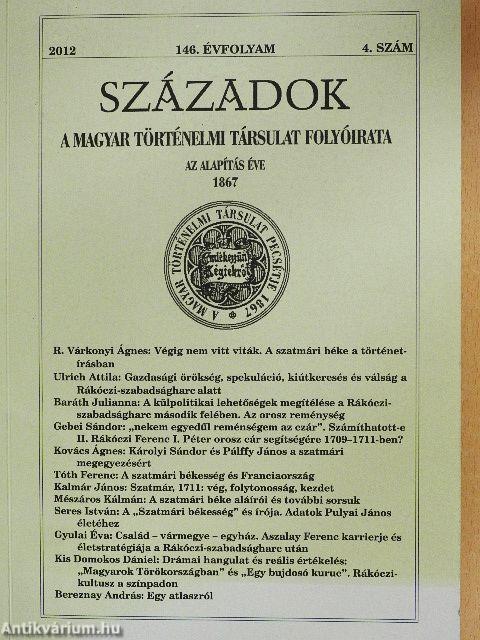 2012 146. ÉVFOLYAM 4. SZÁM
SZÁZADOK
A MAGYAR TÖRTÉNELMI TÁRSULAT FOLYÓIRATA
AZ ALAPÍTÁS ÉVE
1867
A MAGYAR TÖRTÉNELMI TÁRSULAT PECSÉTJE 1867
Emlékezzünk
Régiekről
R. Várkonyi Ágnes: Végig nem vitt viták. A szatmári béke a történet-
írásban
Ulrich Attila: Gazdasági örökség, spekuláció, kiútkeresés és válság a
Rákóczi-szabadságharc alatt
Baráth Julianna: A külpolitikai lehetőségek megítélése a Rákóczi-
szabadságharc második felében. Az orosz reménység
Gebei Sándor: „nekem egyedűl reménségem az czár". Számíthatott-e
II. Rákóczi Ferenc I. Péter orosz cár segítségére 1709–1711-ben?
Kovács Ágnes: Károlyi Sándor és Pálffy János a szatmári
megegyezésért
Tóth Ferenc: A szatmári békesség és Franciaország
Kalmár János: Szatmár, 1711: vég, folytonosság, kezdet
Mészáros Kálmán: A szatmári béke aláírói és további sorsuk
Seres István: A „Szatmári békesség" és írója. Adatok Pulyai János
életéhez
Gyulai Éva: Család – vármegye – egyház. Aszalay Ferenc karrierje és
életstratégiája a Rákóczi-szabadságharc után
Kis Domokos Dániel: Drámai hangulat és reális értékelés:
„Magyarok Törökországban" és „Egy bujdosó kuruc". Rákóczi-
kultusz a színpadon
Bereznay András: Egy atlaszról
Antikvárium.hu